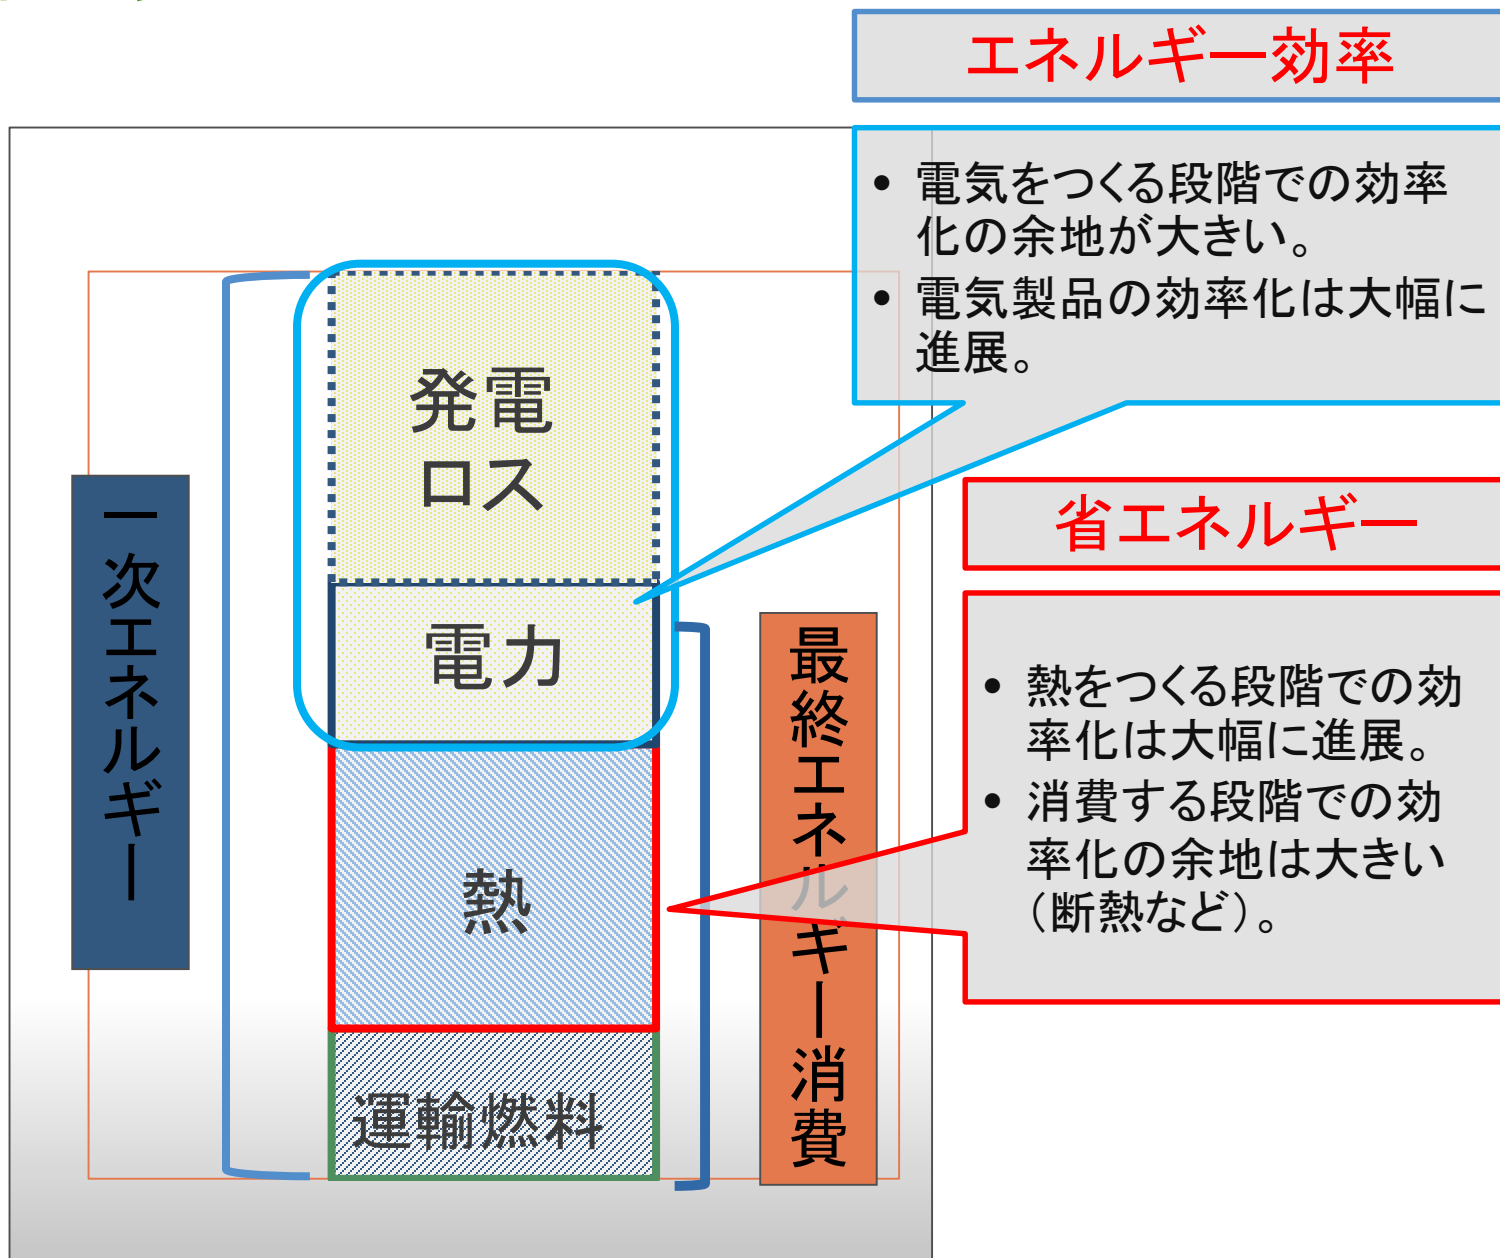 エネルギー効率
• 電気をつくる段階での効率
化の余地が大きい。
• 電気製品の効率化は大幅に
進展。
発電
ロス
電力
熱
運輸燃料
一次エネルギー
最終エネルギー消費
省エネルギー
• 熱をつくる段階での効
率化は大幅に進展。
• 消費する段階での効
率化の余地は大きい
（断熱など）。